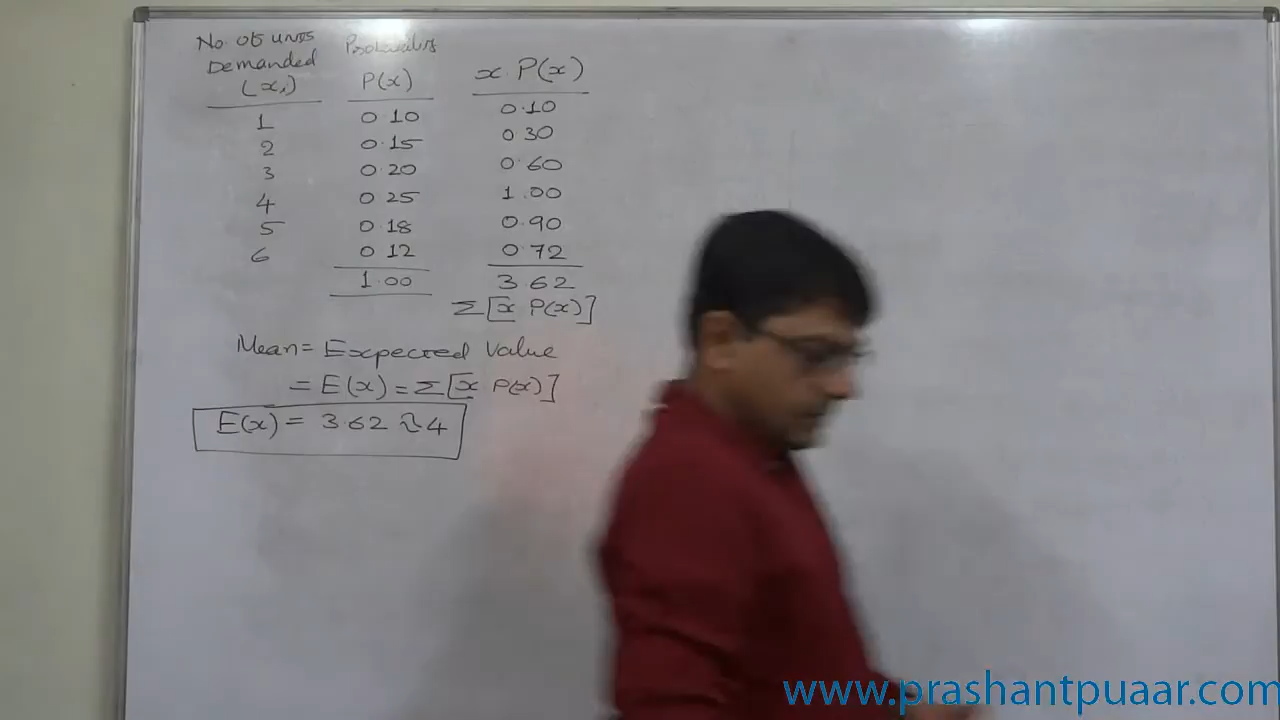 No. of units Probability
Demanded
(xi) P(x) x. P(x)
1 0.10 0.10
2 0.15 0.30
3 0.20 0.60
4 0.25 1.00
5 0.18 0.90
6 0.12 0.72
1.00 3.62
Σ[x P(x)]
Mean = Expected Value
= E(x) = Σ[x P(x)]
E(x) = 3.62 ≈ 4
www.prashantpuaar.com